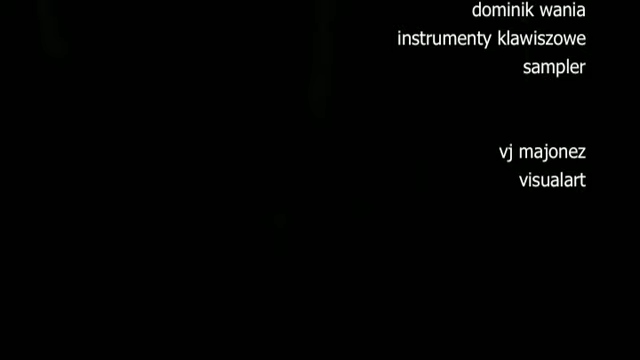 dominik wania
instrumenty klawiszowe
sampler
vj majonez
visualart